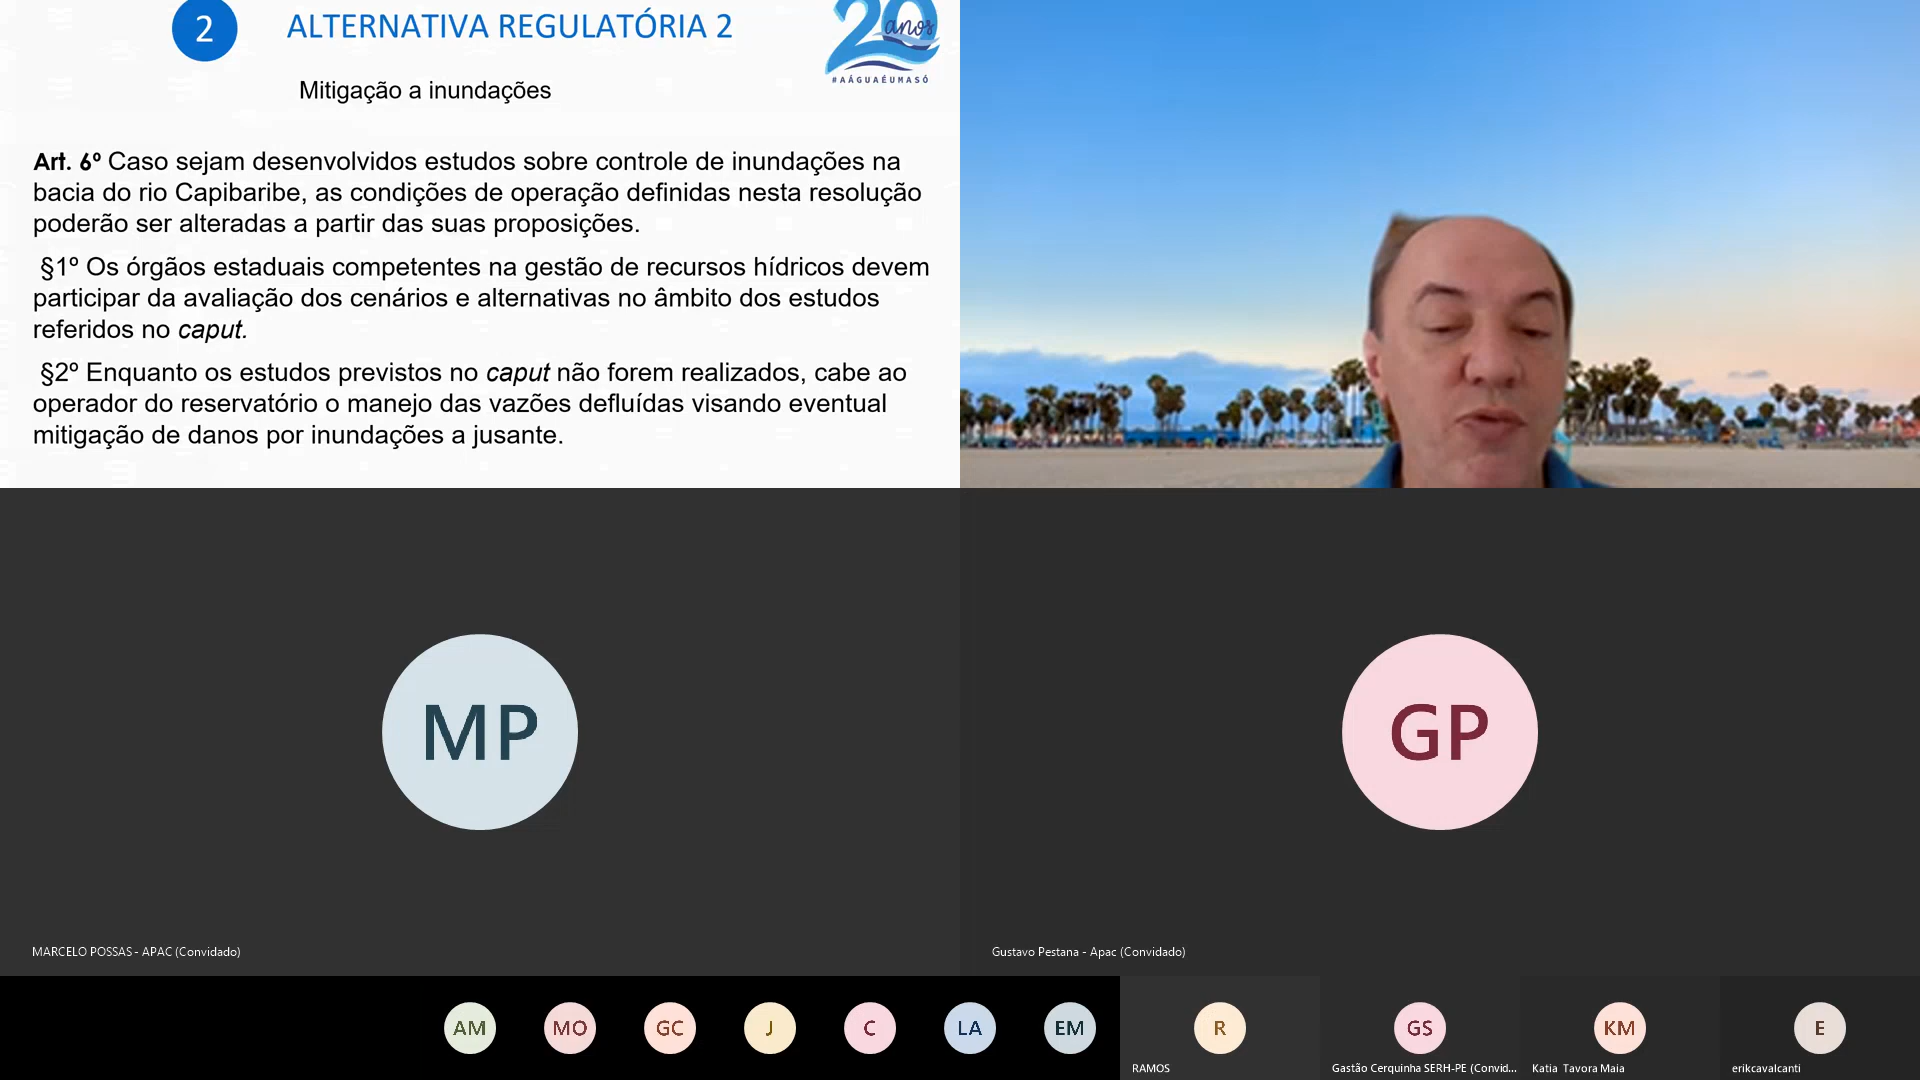 2
ALTERNATIVA REGULATÓRIA 2
20
anos
#AÁGUAÉUMASÓ
Mitigação a inundações
Art. 6º Caso sejam desenvolvidos estudos sobre controle de inundações na
bacia do rio Capibaribe, as condições de operação definidas nesta resolução
poderão ser alteradas a partir das suas proposições.
§1º Os órgãos estaduais competentes na gestão de recursos hídricos devem
participar da avaliação dos cenários e alternativas no âmbito dos estudos
referidos no caput.
§2º Enquanto os estudos previstos no caput não forem realizados, cabe ao
operador do reservatório o manejo das vazões defluídas visando eventual
mitigação de danos por inundações a jusante.
MP
GP
MARCELO POSSAS - APAC (Convidado)
Gustavo Pestana - Apac (Convidado)
AM
MO
GC
J
C
LA
EM
R
GS
KM
E
RAMOS
Gastão Cerquinha SERH-PE (Convid...
Katia Tavora Maia
erikcavalcanti